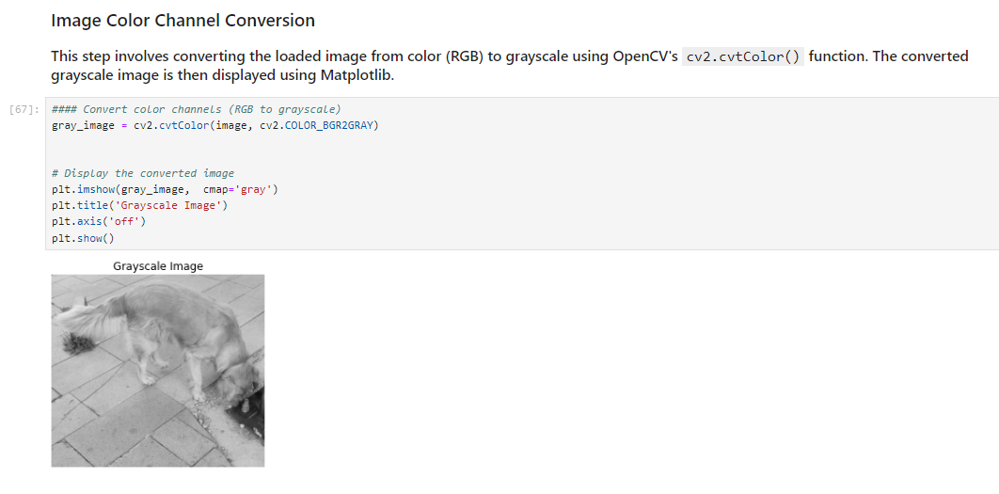 Image Color Channel Conversion
This step involves converting the loaded image from color (RGB) to grayscale using OpenCV's cv2.cvtColor() function. The converted
grayscale image is then displayed using Matplotlib.
[67]: #### Convert color channels (RGB to grayscale)
gray_image = cv2.cvtColor(image, cv2.COLOR_BGR2GRAY)
# Display the converted image
plt.imshow(gray_image,  cmap='gray')
plt.title('Grayscale Image')
plt.axis('off')
plt.show()
Grayscale Image